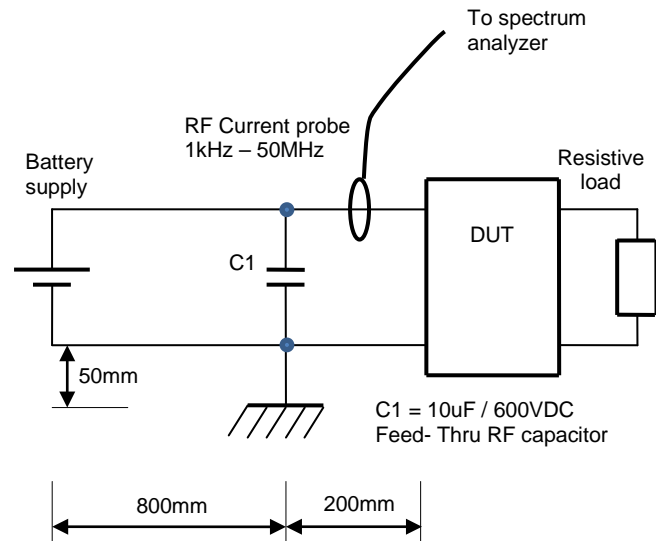 To spectrum
analyzer
RF Current probe
1kHz – 50MHz
Battery
supply
Resistive
load
DUT
C1
50mm
C1 = 10uF / 600VDC
Feed- Thru RF capacitor
800mm
200mm